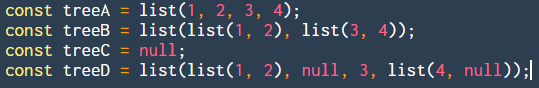 const treeA = list(1, 2, 3, 4);
const treeB = list(list(1, 2), list(3, 4));
const treeC = null;
const treeD = list(list(1, 2), null, 3, list(4, null));